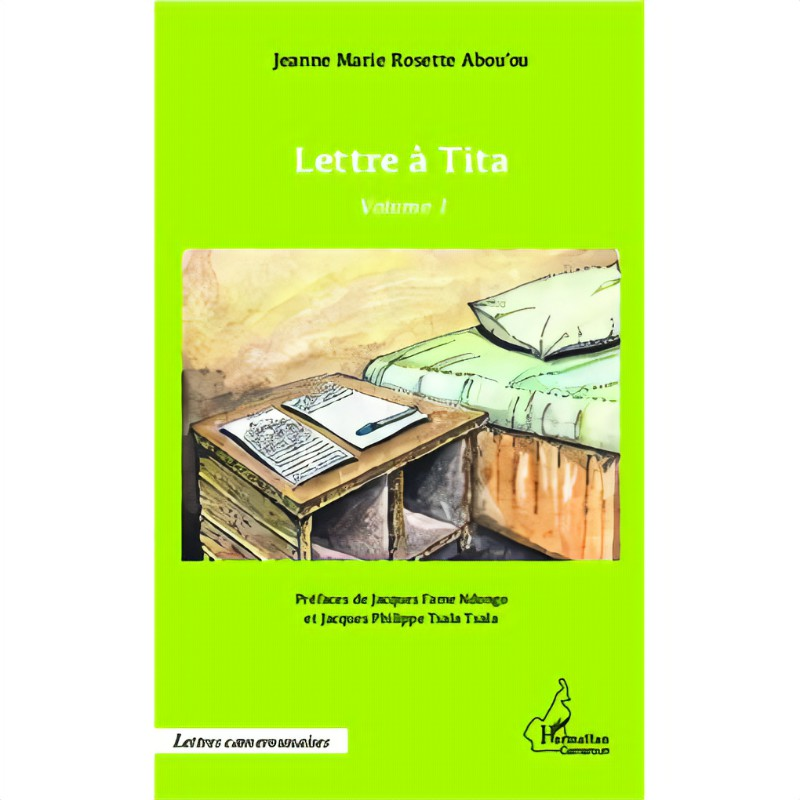 Jeanne Marie Rosette Abou'ou
Lettre à Tita
Volume 1
Préfaces de Jacques Fame Ndongo
et Jacques Philippe Tsala Tsala
Lettres camerounaises
Harmattan
Cameroun